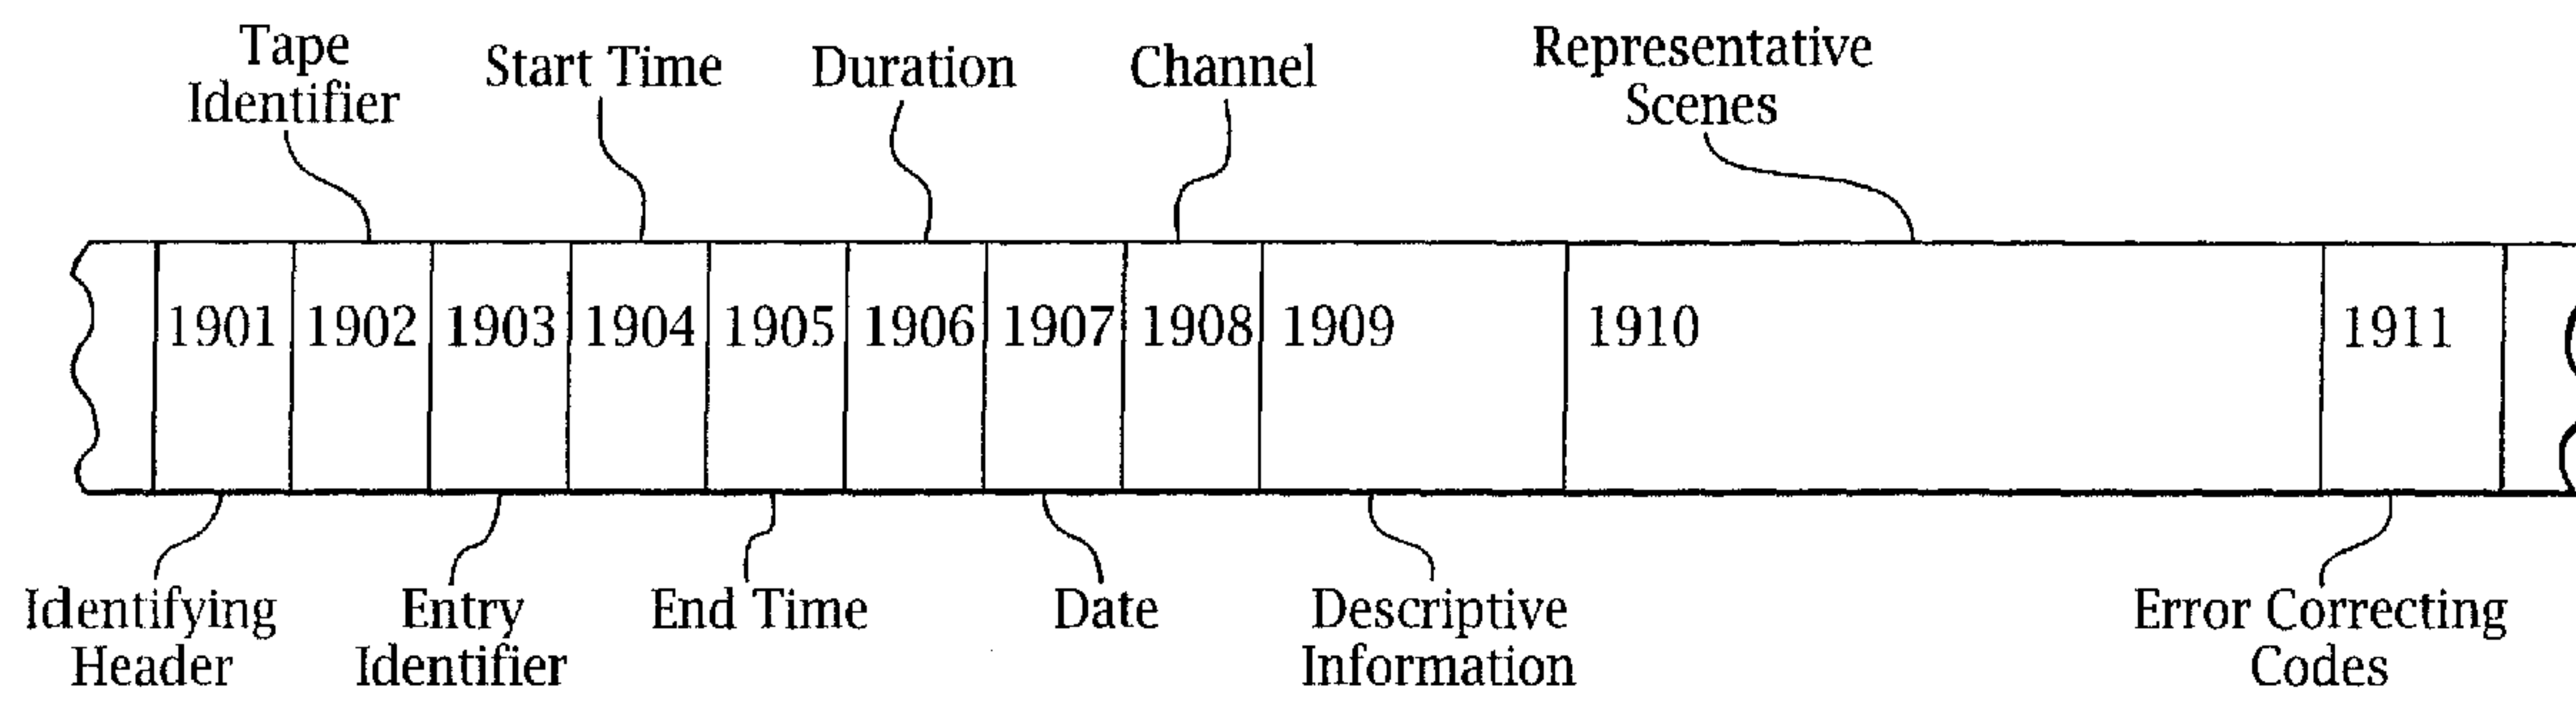 Tape
Identifier
Start Time
Duration
Channel
Representative
Scenes
1901 1902 1903 1904 1905 1906 1907 1908 1909 1910 1911
Identifying
Header
Entry
Identifier
End Time
Date
Descriptive
Information
Error Correcting
Codes